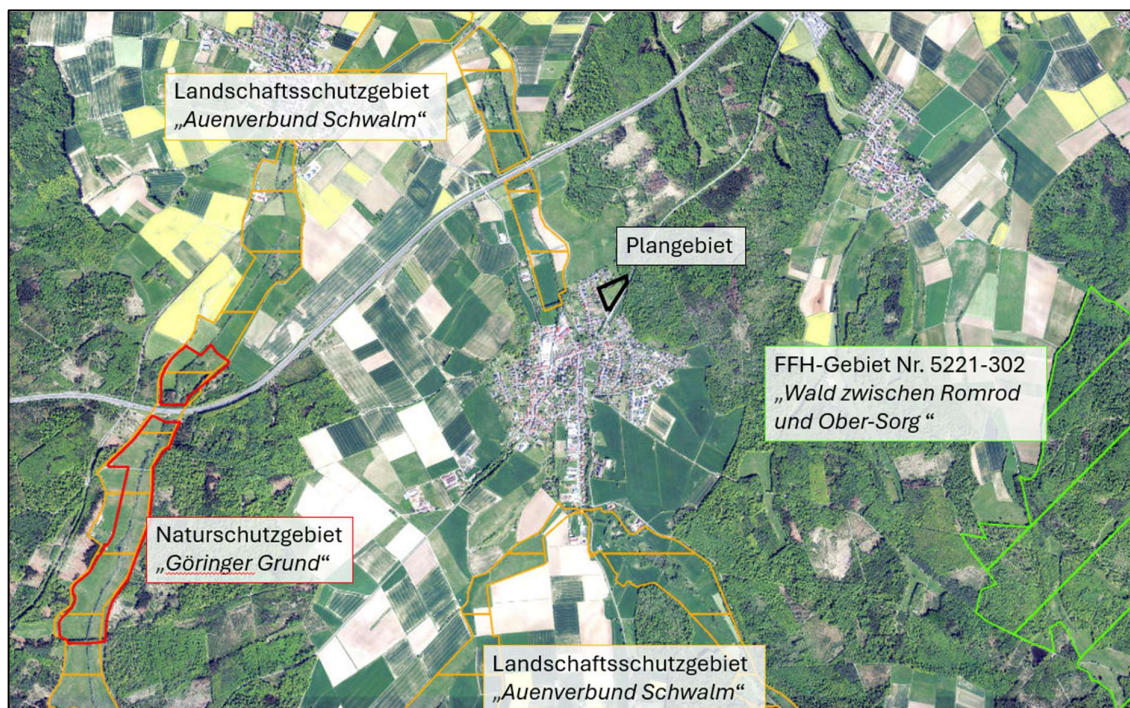 Landschaftsschutzgebiet
„Auenverbund Schwalm“
Plangebiet
FFH-Gebiet Nr. 5221-302
„Wald zwischen Romrod
und Ober-Sorg “
Naturschutzgebiet
„Göringer Grund“
Landschaftsschutzgebiet
„Auenverbund Schwalm“